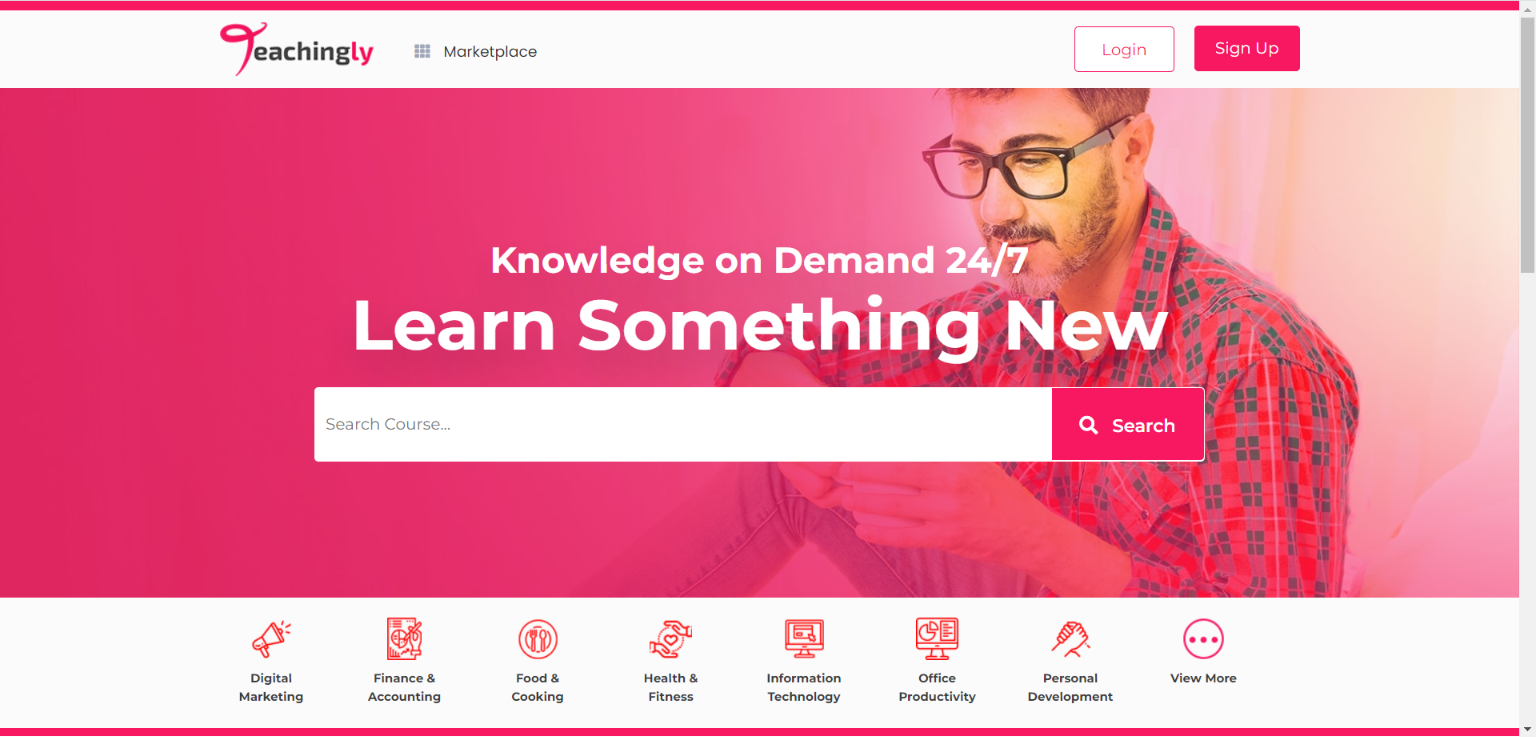 Teachingly
Marketplace
Login
Sign Up
Knowledge on Demand 24/7
Learn Something New
Search Course...
Search
Digital
Marketing
Finance &
Accounting
Food &
Cooking
Health &
Fitness
Information
Technology
Office
Productivity
Personal
Development
View More